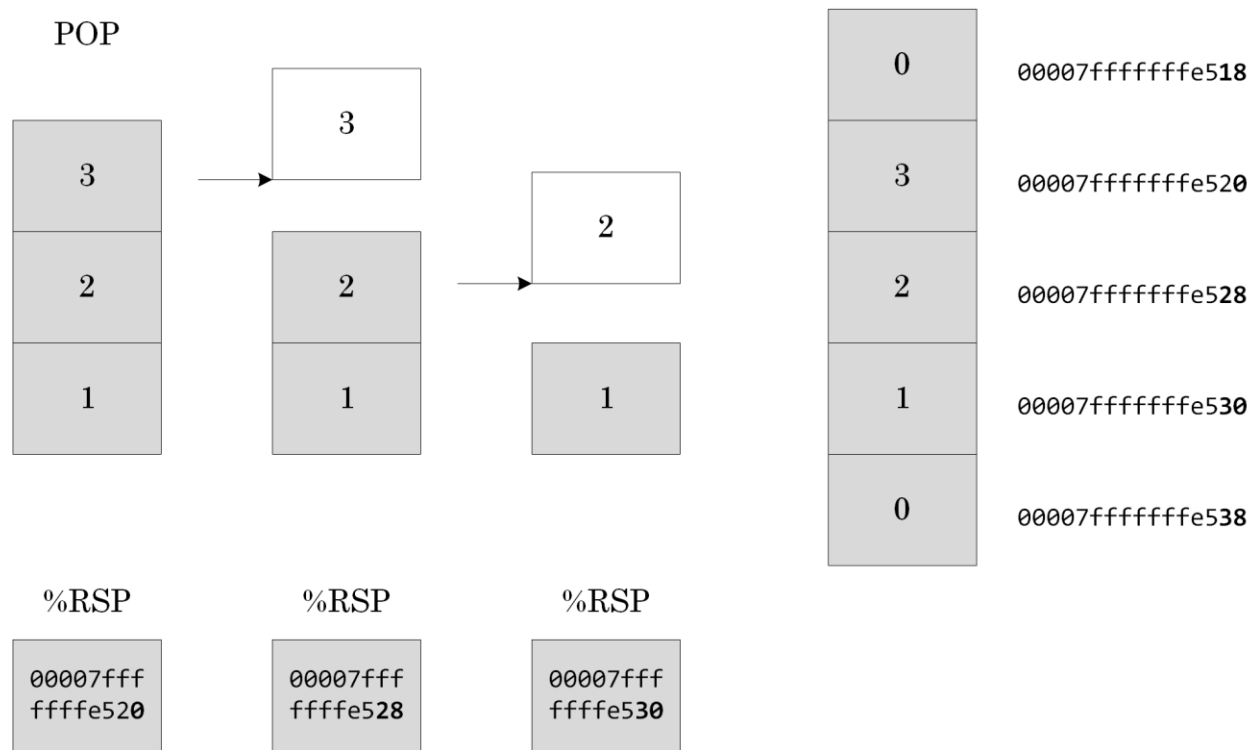 POP
3
2
1
3
2
1
2
1
0
3
2
1
0
00007fffffffe518
00007fffffffe520
00007fffffffe528
00007fffffffe530
00007fffffffe538
%RSP
00007fff
ffffe520
%RSP
00007fff
ffffe528
%RSP
00007fff
ffffe530